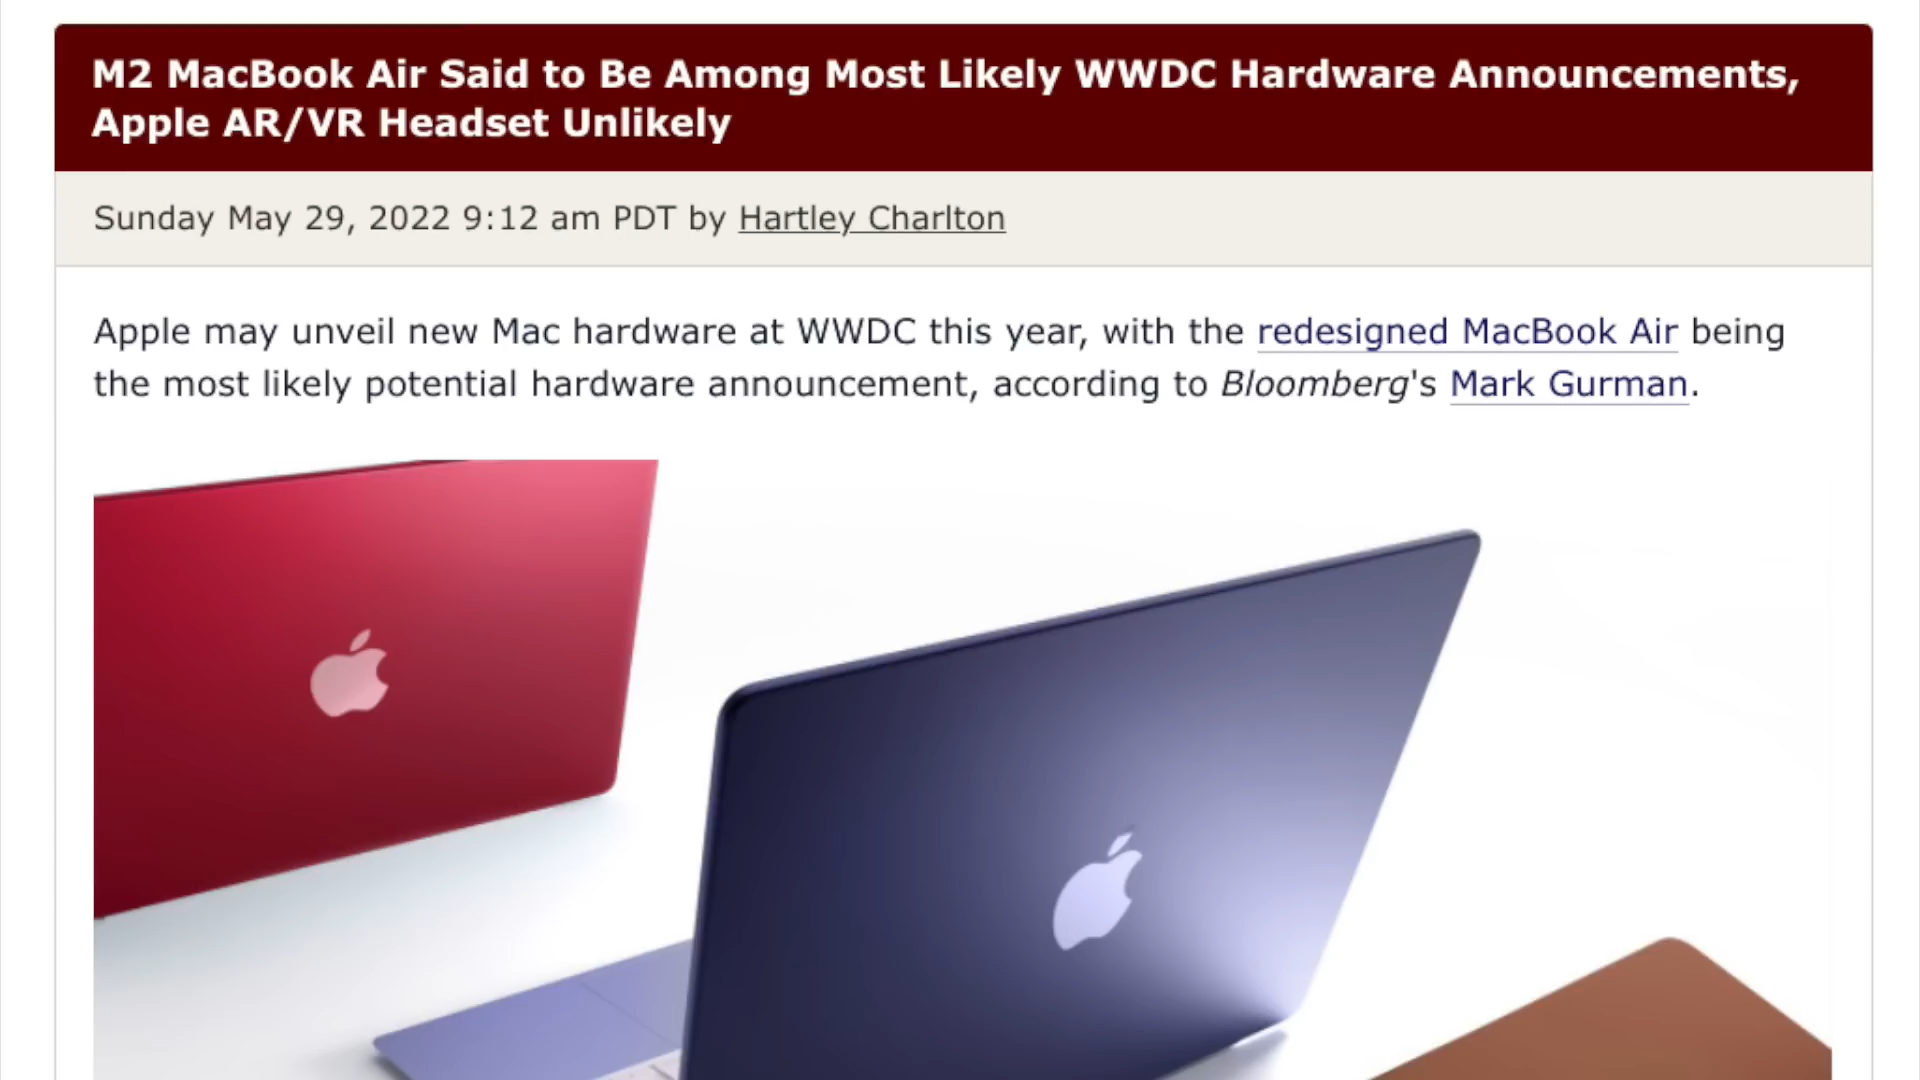 M2 MacBook Air Said to Be Among Most Likely WWDC Hardware Announcements,
Apple AR/VR Headset Unlikely
Sunday May 29, 2022 9:12 am PDT by Hartley Charlton
Apple may unveil new Mac hardware at WWDC this year, with the redesigned MacBook Air being
the most likely potential hardware announcement, according to Bloomberg's Mark Gurman.